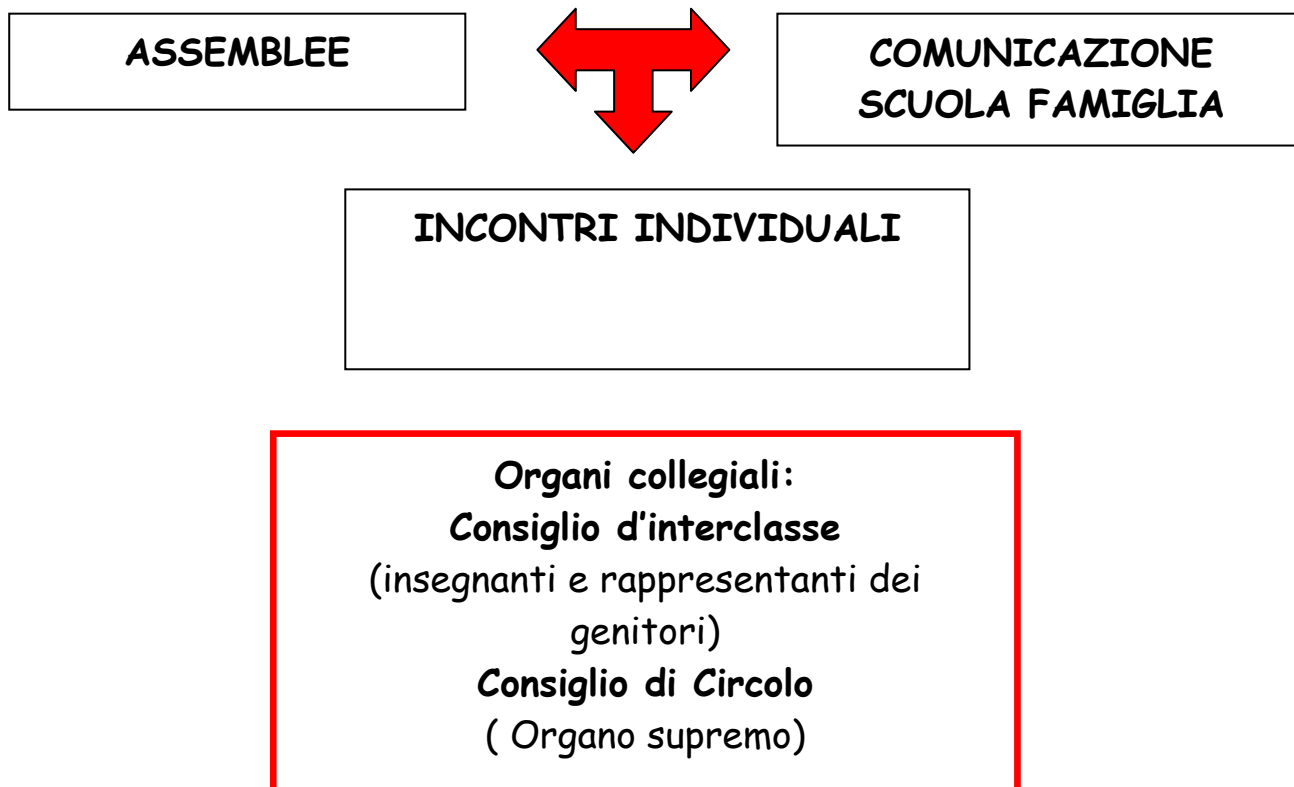 ASSEMBLEE
COMUNICAZIONE
SCUOLA FAMIGLIA
INCONTRI INDIVIDUALI
Organi collegiali:
Consiglio d'interclasse
(insegnanti e rappresentanti dei
genitori)
Consiglio di Circolo
( Organo supremo)